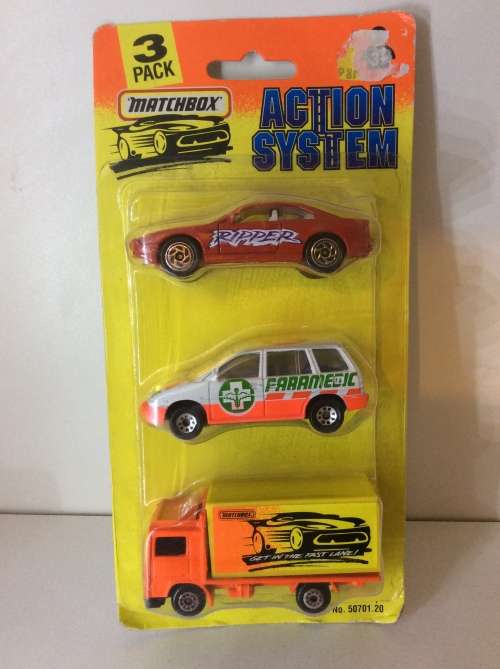 3
PACK
MATCHBOX
ACTION
SYSTEM
RIPPER
PARAMEDIC
MATCHBOX
GET IN THE FAST LANE!
No. 50701.20